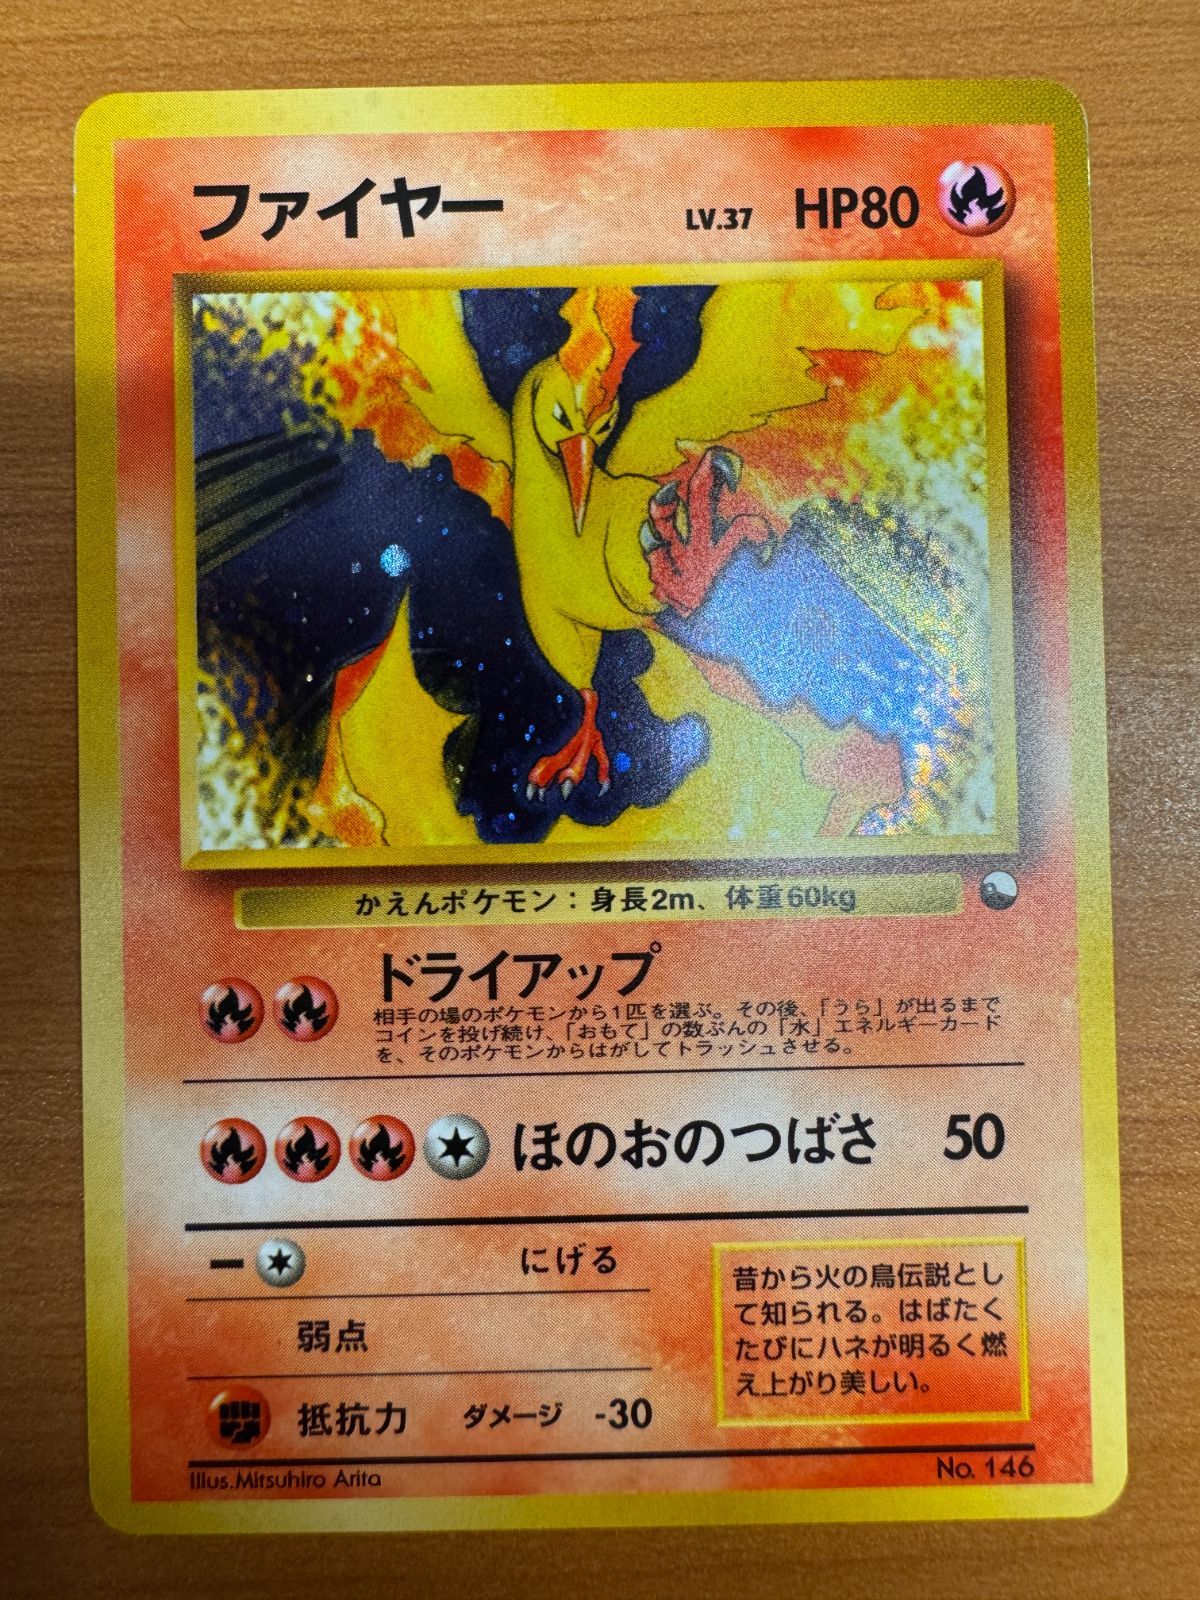 ファイヤー LV.37 HP80
かえんポケモン：身長2m、体重60kg
ドライアップ
相手の場のポケモンから1匹を選ぶ。その後、「うら」が出るまで
コインを投げ続け、「おもて」の数ぶんの「水」エネルギーカード
を、そのポケモンからはがしてトラッシュさせる。
ほのおのつばさ 50
にげる
弱点
抵抗力 ダメージ -30
昔から火の鳥伝説とし
て知られる。はばたく
たびにハネが明るく燃
え上がり美しい。
Illus.Mitsuhiro Arita
No. 146